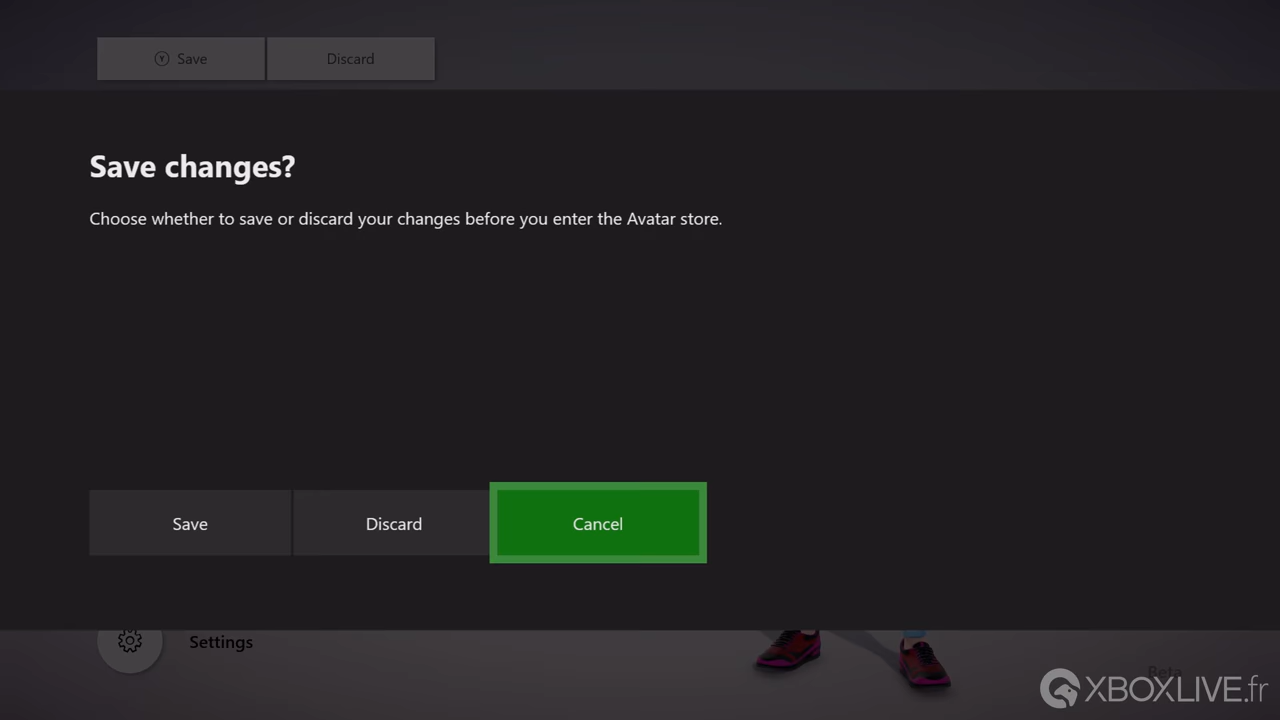 Y Save
Discard
Save changes?
Choose whether to save or discard your changes before you enter the Avatar store.
Save
Discard
Cancel
Settings
Beta
XBOXLIVE.fr